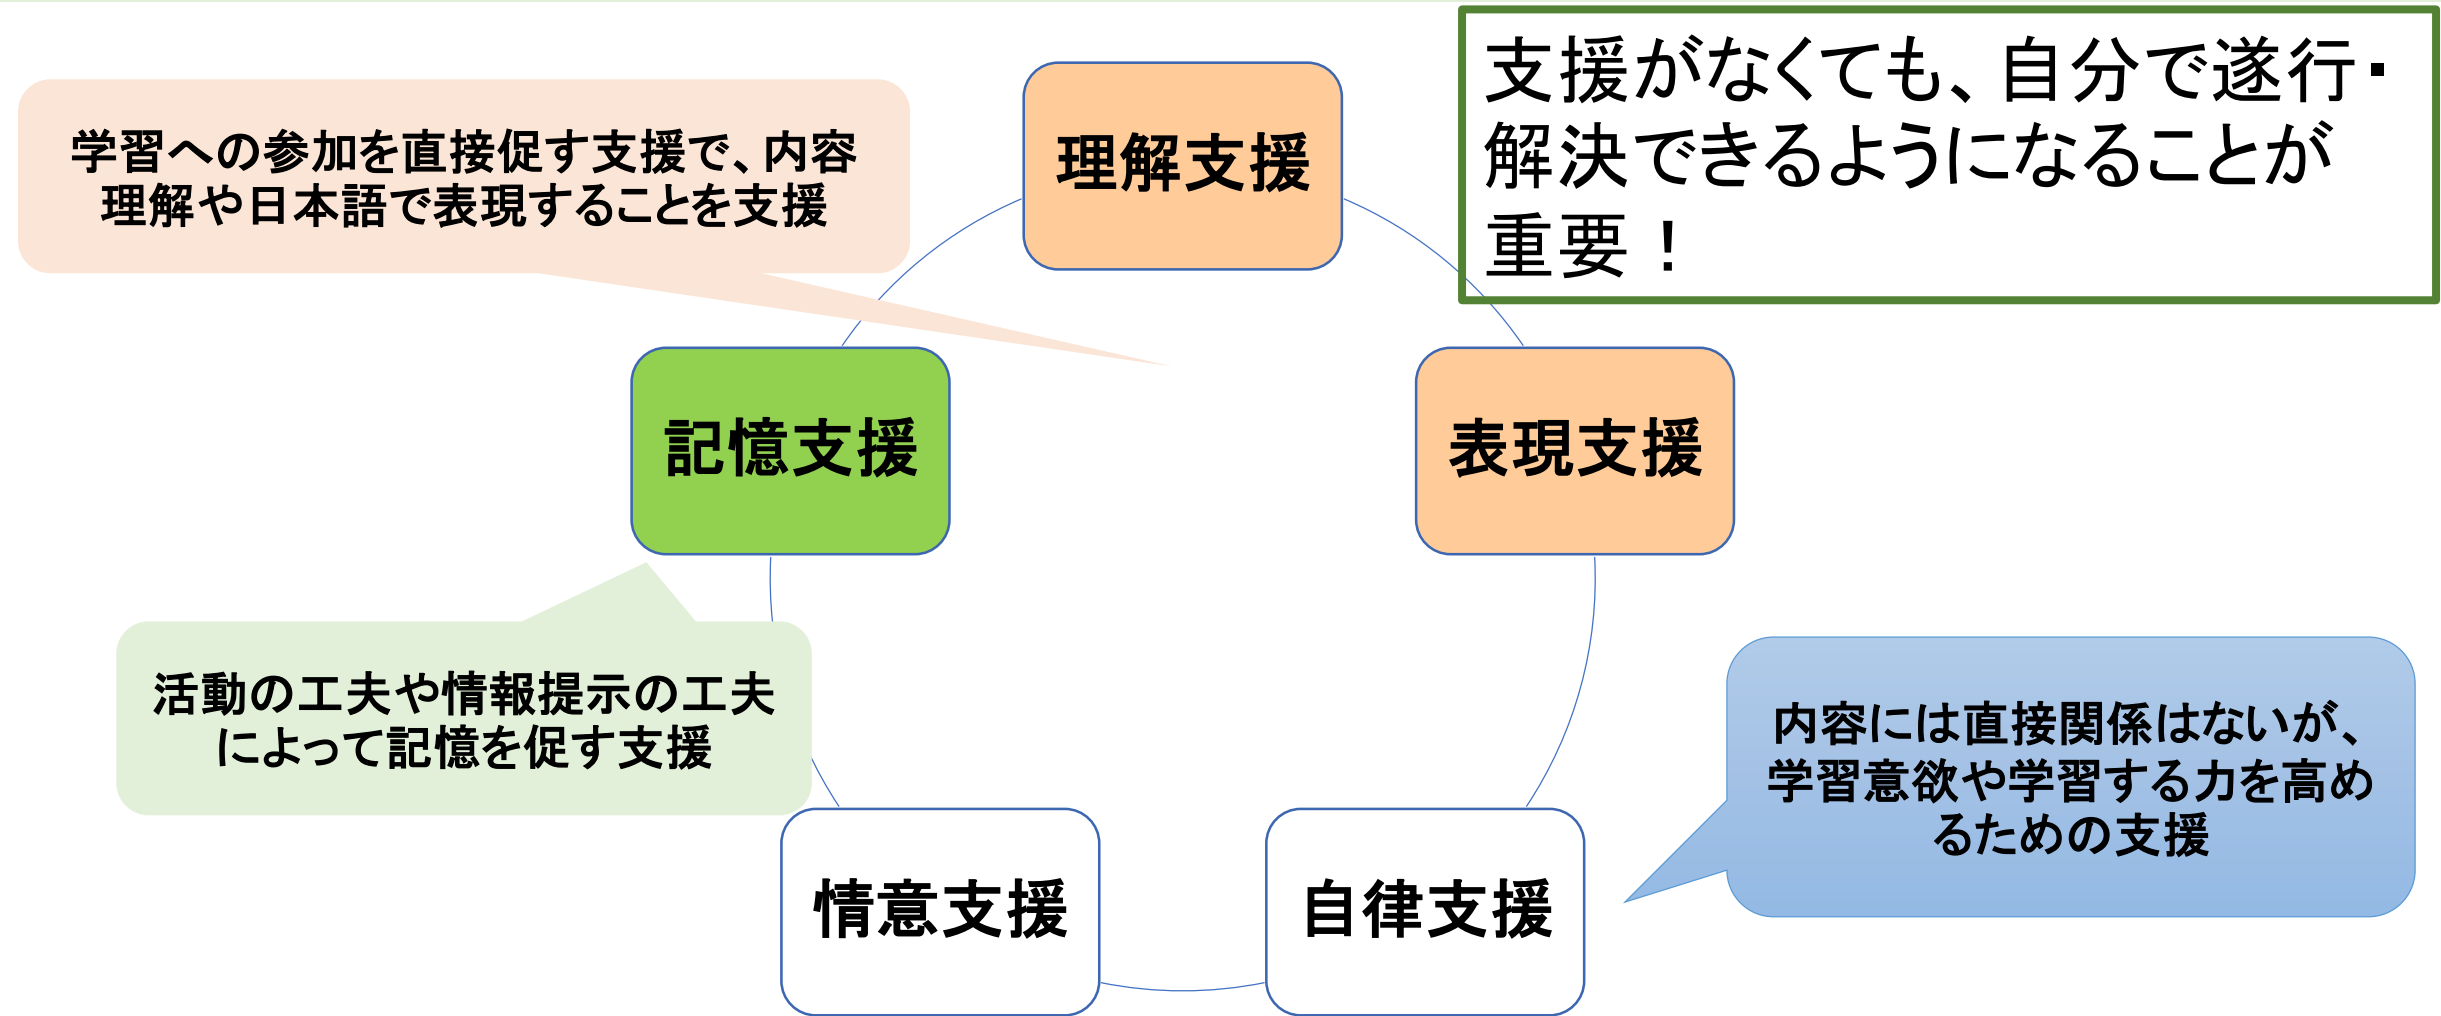 支援がなくても、自分で遂行・
解決できるようになることが
重要！
理解支援
学習への参加を直接促す支援で、内容
理解や日本語で表現することを支援
記憶支援
表現支援
活動の工夫や情報提示の工夫
によって記憶を促す支援
内容には直接関係はないが、
学習意欲や学習する力を高め
るための支援
情意支援
自律支援